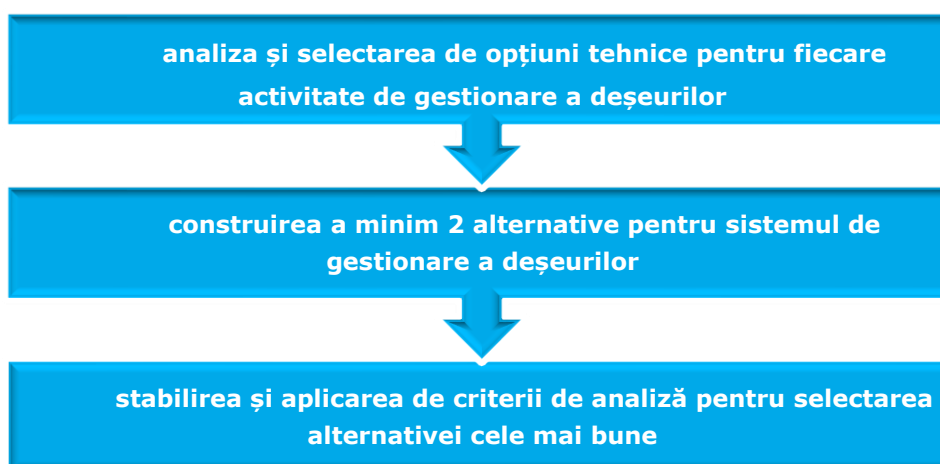 analiza și selectarea de opțiuni tehnice pentru fiecare
activitate de gestionare a deșeurilor
construirea a minim 2 alternative pentru sistemul de
gestionare a deșeurilor
stabilirea și aplicarea de criterii de analiză pentru selectarea
alternativei cele mai bune